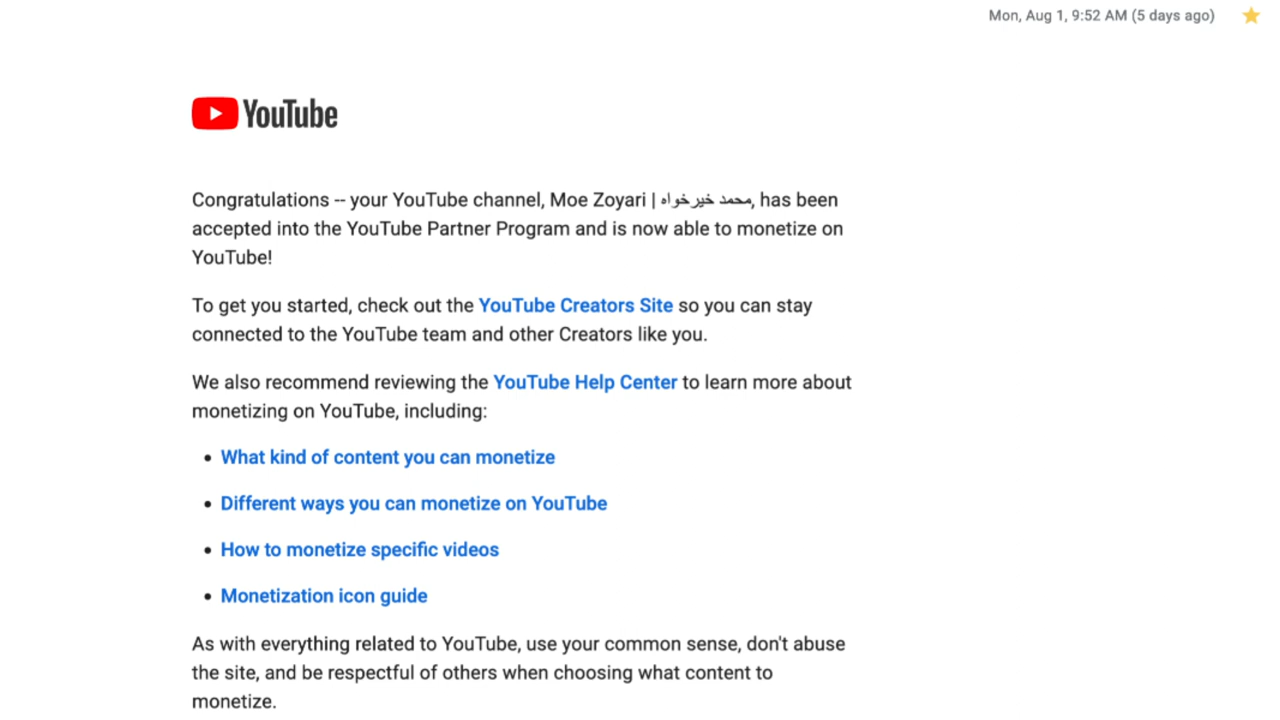 Mon, Aug 1, 9:52 AM (5 days ago)
YouTube
Congratulations -- your YouTube channel, Moe Zoyari | محمد خیرخواه, has been
accepted into the YouTube Partner Program and is now able to monetize on
YouTube!
To get you started, check out the YouTube Creators Site so you can stay
connected to the YouTube team and other Creators like you.
We also recommend reviewing the YouTube Help Center to learn more about
monetizing on YouTube, including:
• What kind of content you can monetize
• Different ways you can monetize on YouTube
• How to monetize specific videos
• Monetization icon guide
As with everything related to YouTube, use your common sense, don't abuse
the site, and be respectful of others when choosing what content to
monetize.